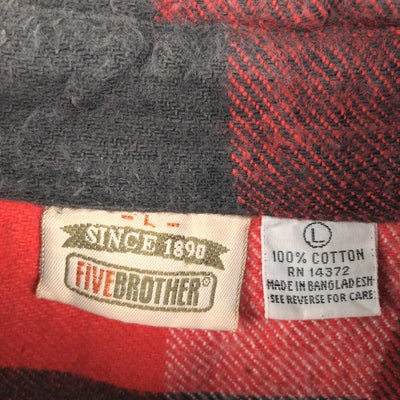 - L -
SINCE 1890
FIVEBROTHER®
L
100% COTTON
RN 14372
MADE IN BANGLADESH
SEE REVERSE FOR CARE